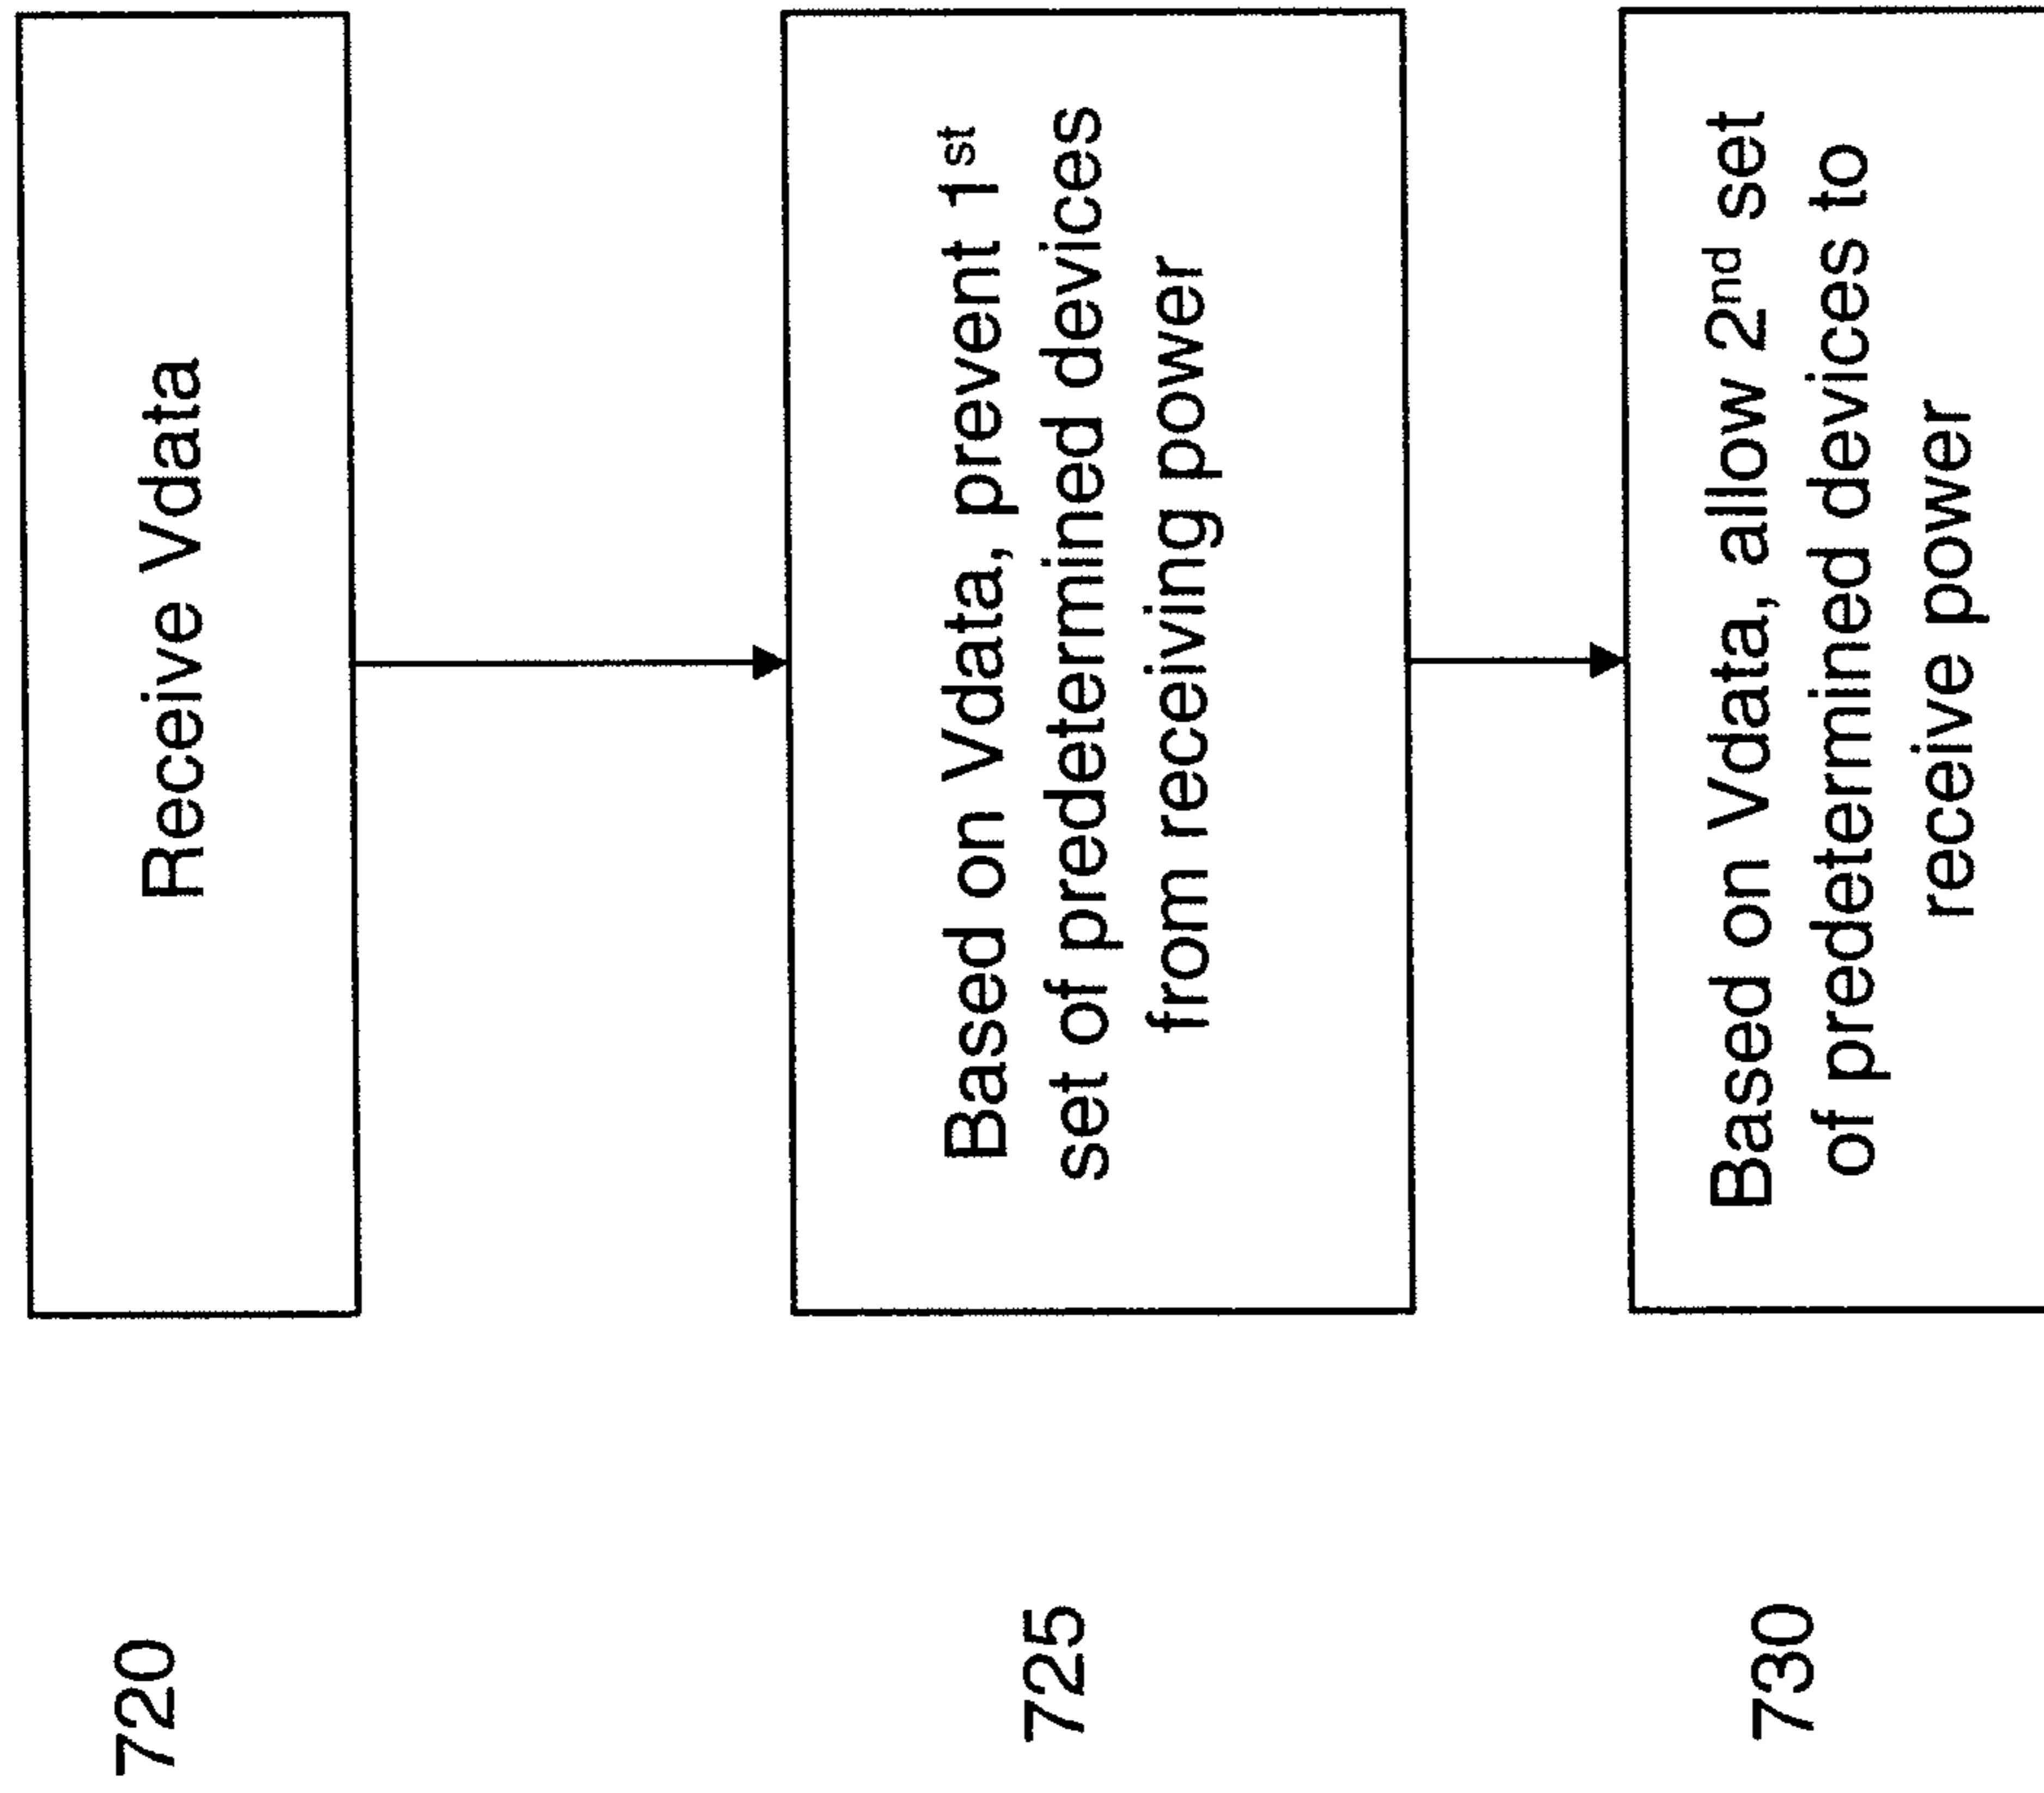 720
Receive Vdata
725
Based on Vdata, prevent 1st
set of predetermined devices
from receiving power
730
Based on Vdata, allow 2nd set
of predetermined devices to
receive power